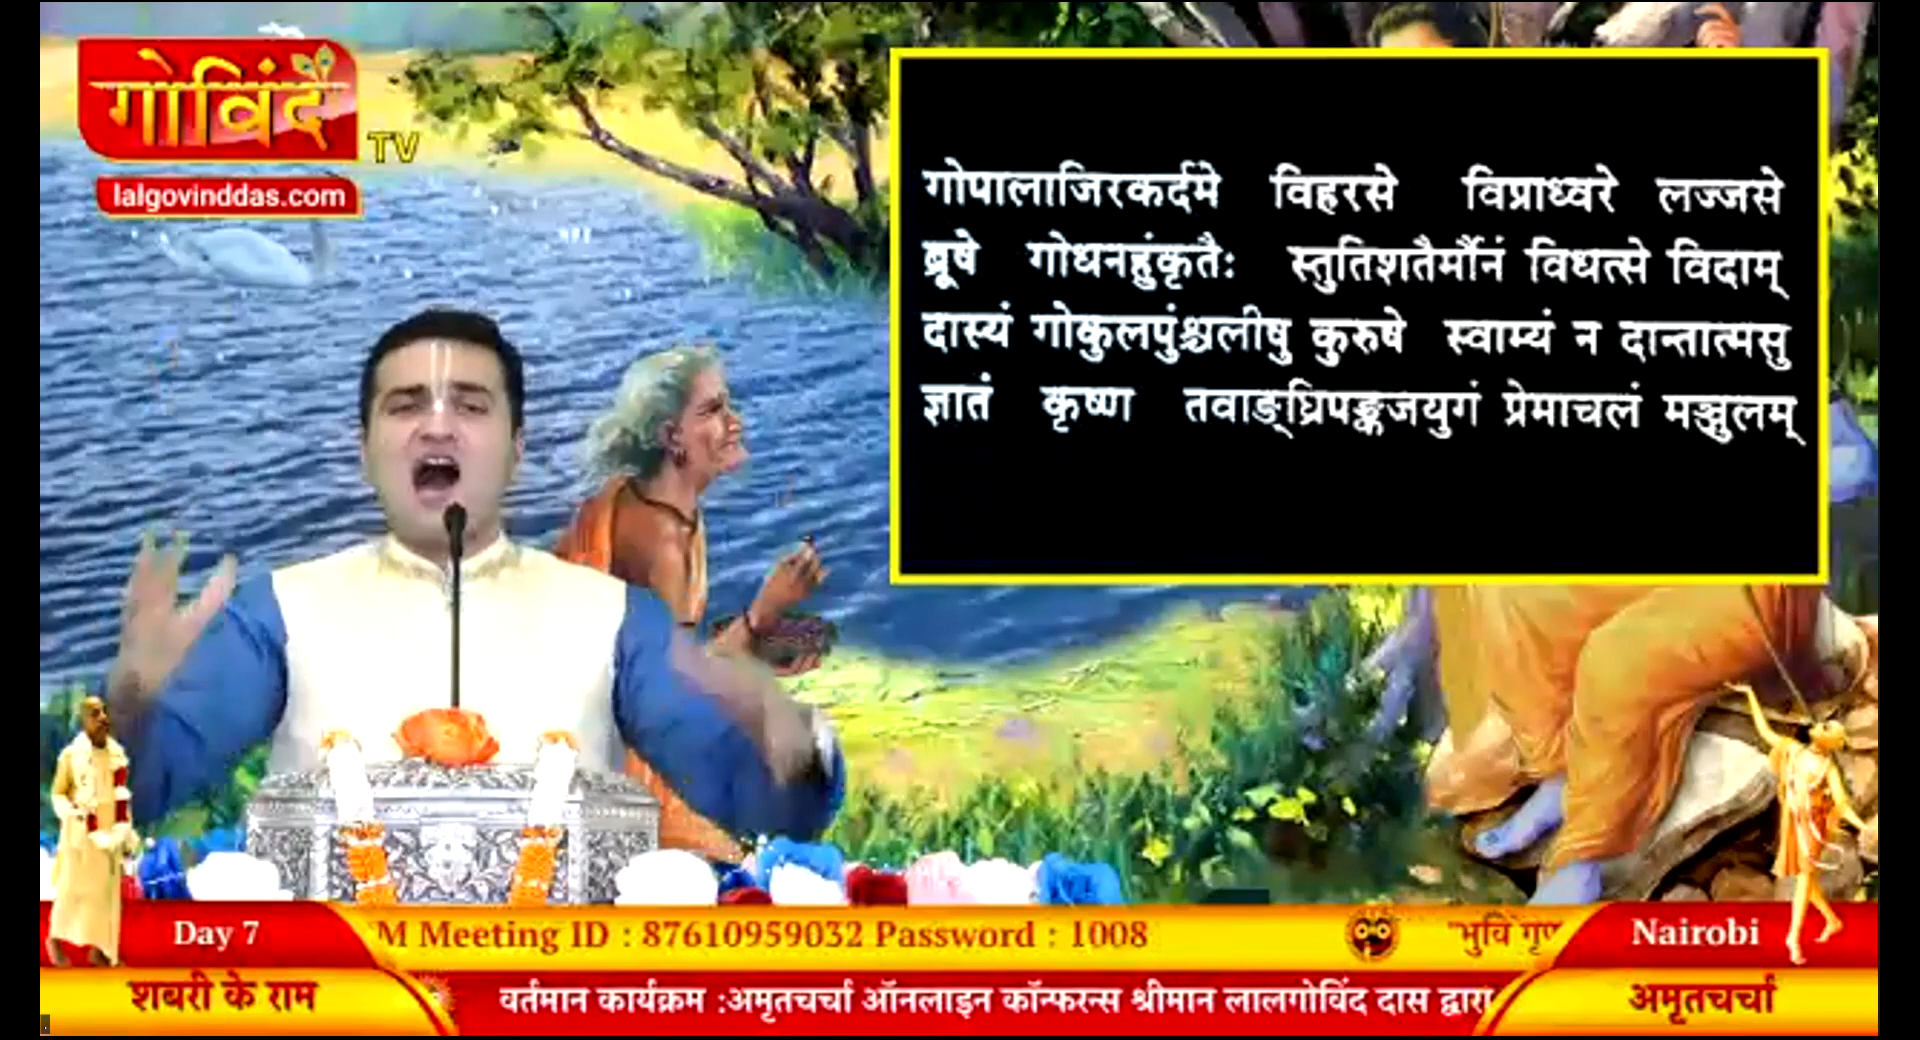 गोविंद
TV
lalgovinddas.com
गोपालाजिरकर्दमे विहरसे विप्राध्वरे लज्जसे
ब्रूषे गोधनहुंकृतैः स्तुतिशतैर्मौनं विधत्से विदाम्
दास्यं गोकुलपुंश्चलीषु कुरुषे स्वाम्यं न दान्तात्मसु
ज्ञातं कृष्ण तवाङ्घ्रिपङ्कजयुगं प्रेमाचलं मञ्जुलम्
Day 7
M Meeting ID : 87610959032 Password : 1008
"भुवि गृण
Nairobi
शबरी के राम
वर्तमान कार्यक्रम :अमृतचर्चा ऑनलाइन कॉन्फरन्स श्रीमान लालगोविंद दास द्वारा
अमृतचर्चा